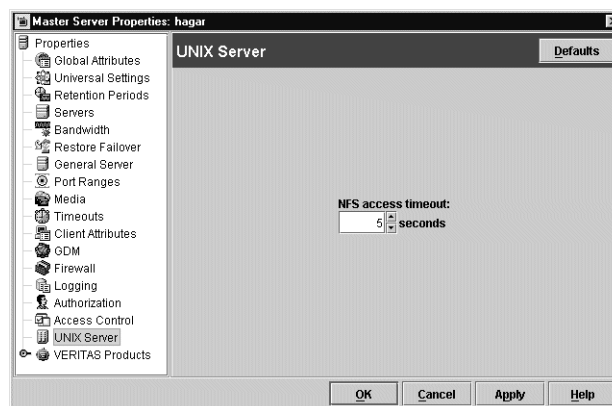 Master Server Properties: hagar
Properties
Global Attributes
Universal Settings
Retention Periods
Servers
Bandwidth
Restore Failover
General Server
Port Ranges
Media
Timeouts
Client Attributes
GDM
Firewall
Logging
Authorization
Access Control
UNIX Server
VERITAS Products
UNIX Server
Defaults
NFS access timeout:
5 seconds
OK Cancel Apply Help